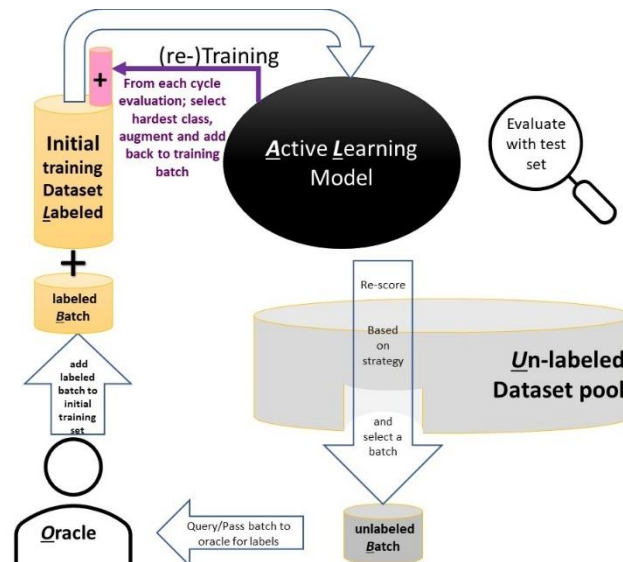 (re-)Training
+
From each cycle
evaluation; select
hardest class,
augment and add
back to training
batch
Initial
training
Dataset
Labeled
Active Learning
Model
Evaluate
with test
set
+
labeled
Batch
Re-score
Based
on
strategy
and
select a
batch
Un-labeled
Dataset pool
add
labeled
batch to
initial
training
set
Oracle
Query/Pass batch to
oracle for labels
unlabeled
Batch